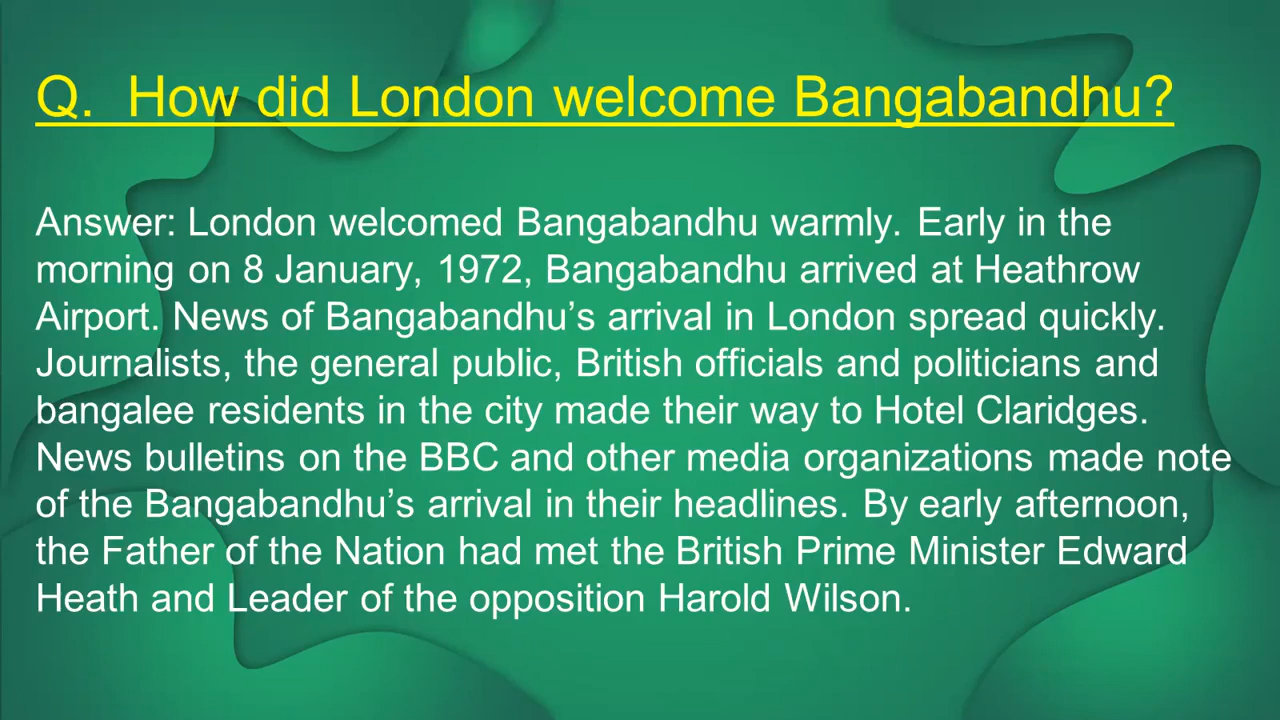 Q.  How did London welcome Bangabandhu?
Answer: London welcomed Bangabandhu warmly. Early in the
morning on 8 January, 1972, Bangabandhu arrived at Heathrow
Airport. News of Bangabandhu’s arrival in London spread quickly.
Journalists, the general public, British officials and politicians and
bangalee residents in the city made their way to Hotel Claridges.
News bulletins on the BBC and other media organizations made note
of the Bangabandhu’s arrival in their headlines. By early afternoon,
the Father of the Nation had met the British Prime Minister Edward
Heath and Leader of the opposition Harold Wilson.